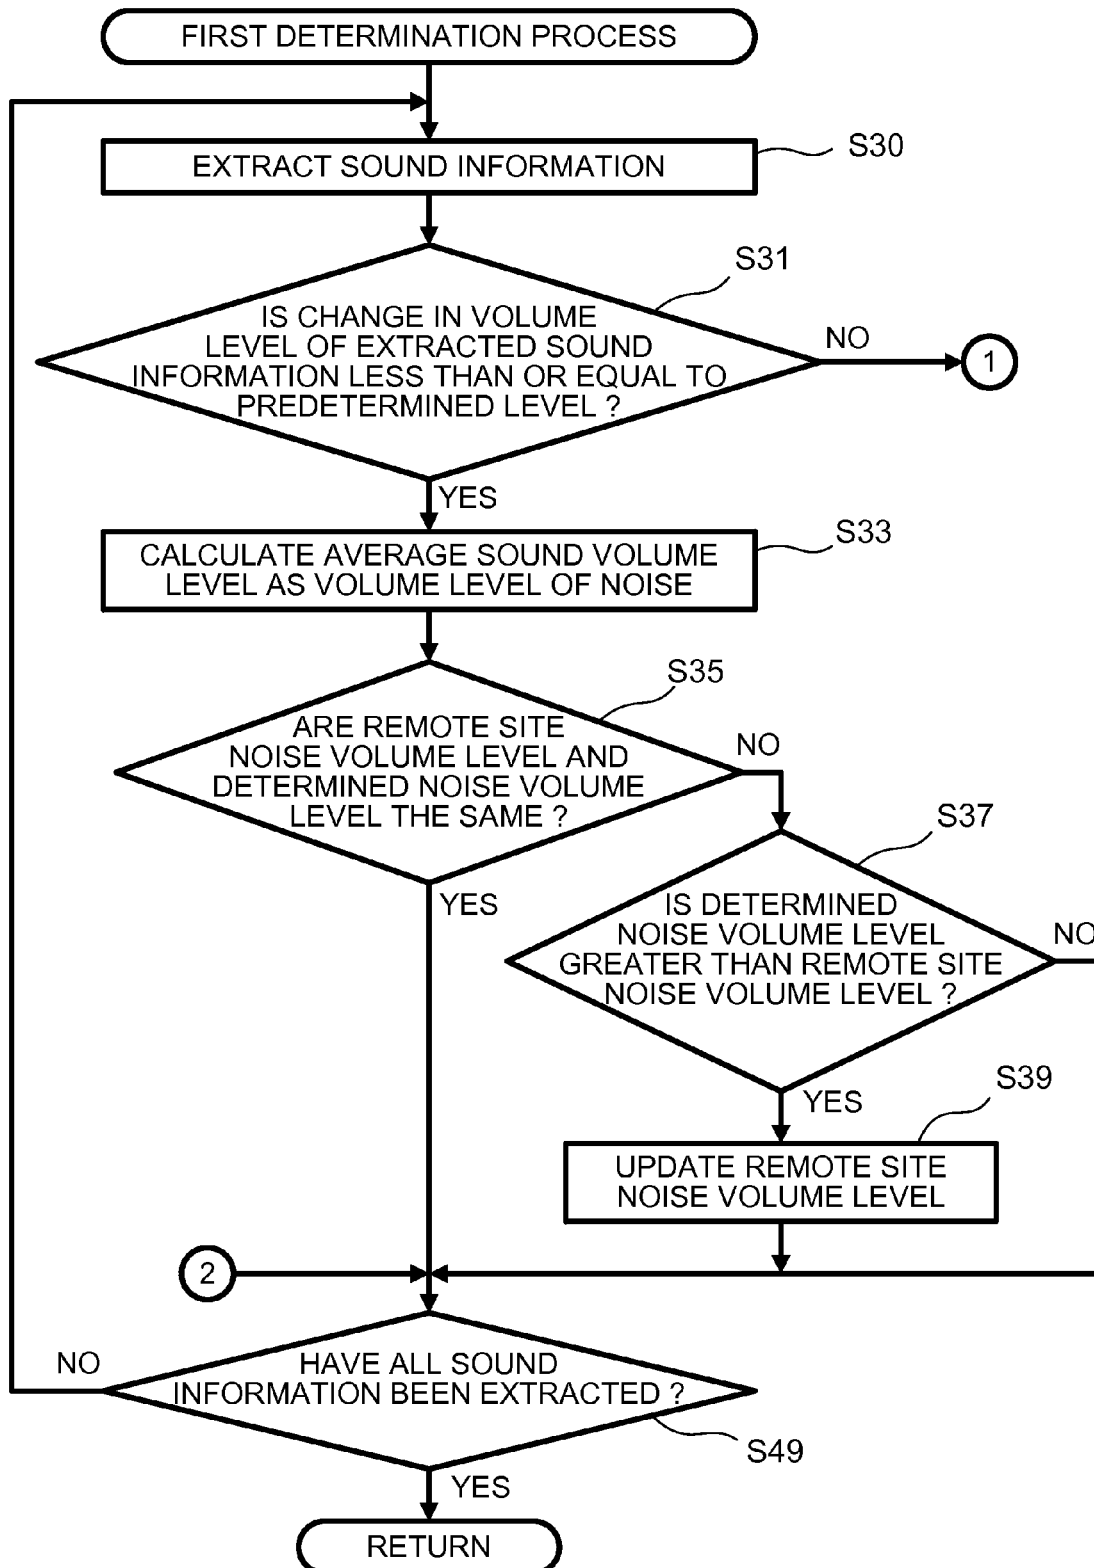 FIRST DETERMINATION PROCESS
EXTRACT SOUND INFORMATION
S30
S31
IS CHANGE IN VOLUME
LEVEL OF EXTRACTED SOUND
INFORMATION LESS THAN OR EQUAL TO
PREDETERMINED LEVEL ?
NO
1
YES
S33
CALCULATE AVERAGE SOUND VOLUME
LEVEL AS VOLUME LEVEL OF NOISE
S35
ARE REMOTE SITE
NOISE VOLUME LEVEL AND
DETERMINED NOISE VOLUME
LEVEL THE SAME ?
NO
YES
S37
IS DETERMINED
NOISE VOLUME LEVEL
GREATER THAN REMOTE SITE
NOISE VOLUME LEVEL ?
NO
YES
S39
UPDATE REMOTE SITE
NOISE VOLUME LEVEL
2
HAVE ALL SOUND
INFORMATION BEEN EXTRACTED ?
NO
S49
YES
RETURN